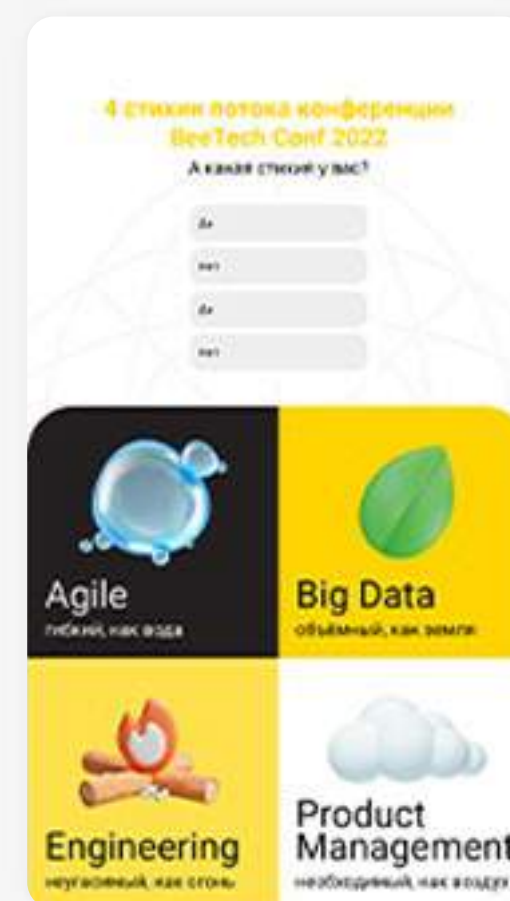 4 стихии потока конференции
BeeTech Conf 2022
А какая стихия у вас?
да
нет
да
нет
Agile
гибкий, как вода
Big Data
объёмный, как земля
Engineering
неугасимый, как огонь
Product
Management
необходимый, как воздух